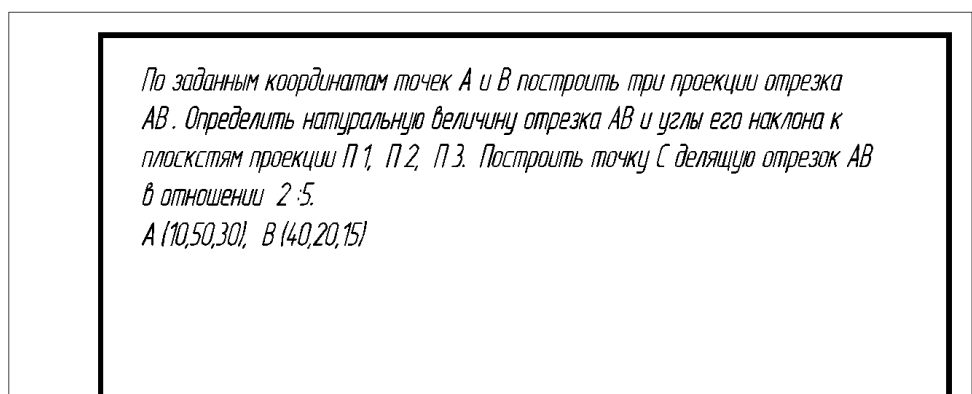 По заданным координатам точек А и В построить три проекции отрезка
АВ . Определить натуральную величину отрезка АВ и углы его наклона к
плоскстям проекции П 1, П 2, П 3. Построить точку С делящую отрезок АВ
в отношении 2 :5.
А (10,50,30), В (40,20,15)